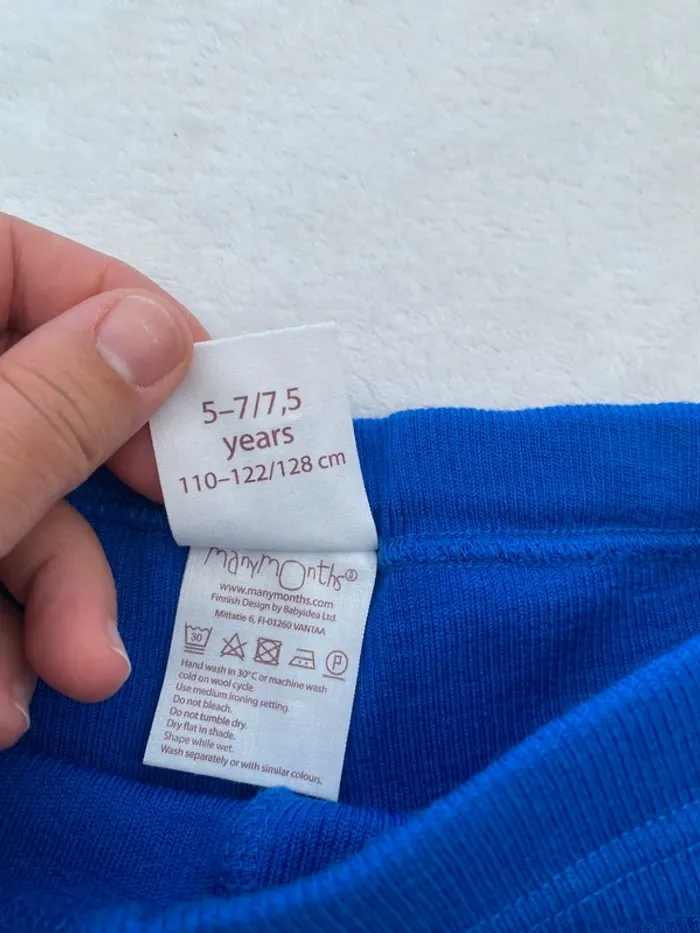 5–7/7,5
years
110–122/128 cm
manymonths®
www.manymonths.com
Finnish Design by Babyidea Ltd.
Mittatie 6, FI-01260 VANTAA
30
P
Hand wash in 30°C or machine wash
cold on wool cycle.
Use medium ironing setting.
Do not bleach.
Do not tumble dry.
Dry flat in shade.
Shape while wet.
Wash separately or with similar colours.